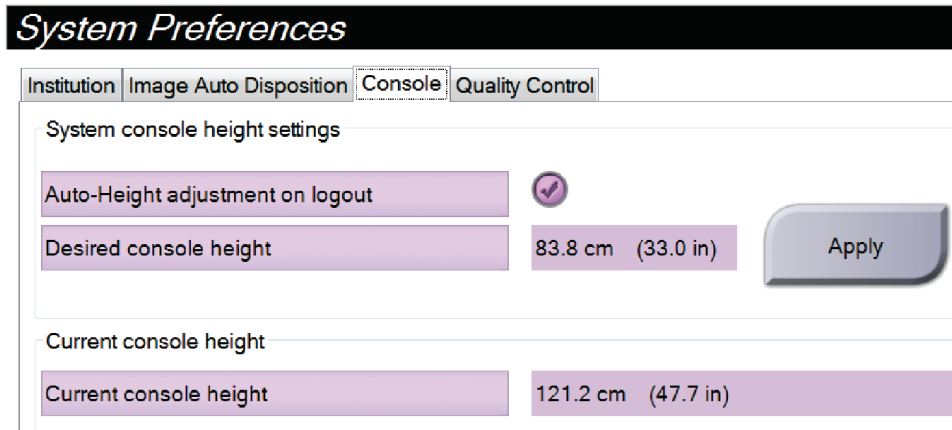 System Preferences
Institution Image Auto Disposition Console Quality Control
System console height settings
Auto-Height adjustment on logout
Desired console height 83.8 cm (33.0 in) Apply
Current console height
Current console height 121.2 cm (47.7 in)